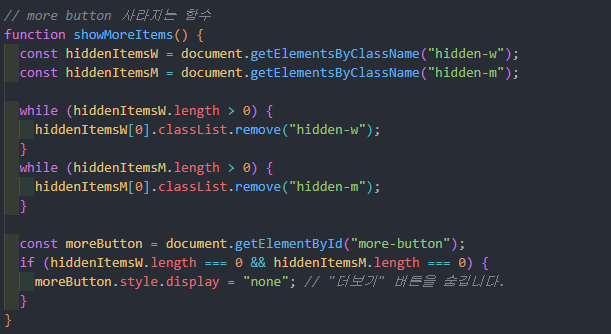 // more button 사라지는 함수
function showMoreItems() {
  const hiddenItemsW = document.getElementsByClassName("hidden-w");
  const hiddenItemsM = document.getElementsByClassName("hidden-m");

  while (hiddenItemsW.length > 0) {
    hiddenItemsW[0].classList.remove("hidden-w");
  }
  while (hiddenItemsM.length > 0) {
    hiddenItemsM[0].classList.remove("hidden-m");
  }

  const moreButton = document.getElementById("more-button");
  if (hiddenItemsW.length === 0 && hiddenItemsM.length === 0) {
    moreButton.style.display = "none"; // "더보기" 버튼을 숨깁니다.
  }
}